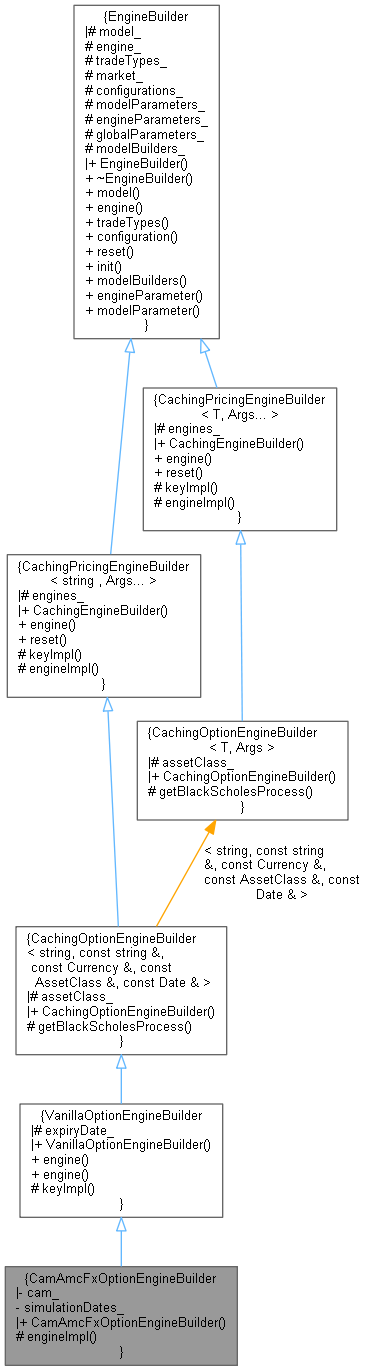 {EngineBuilder
|# model_
# engine_
# tradeTypes_
# market_
# configurations_
# modelParameters_
# engineParameters_
# globalParameters_
# modelBuilders_
|+ EngineBuilder()
+ ~EngineBuilder()
+ model()
+ engine()
+ tradeTypes()
+ configuration()
+ reset()
+ init()
+ modelBuilders()
+ engineParameter()
+ modelParameter()
}
{CachingPricingEngineBuilder
< T, Args... >
|# engines_
|+ CachingEngineBuilder()
+ engine()
+ reset()
# keyImpl()
# engineImpl()
}
{CachingPricingEngineBuilder
< string , Args... >
|# engines_
|+ CachingEngineBuilder()
+ engine()
+ reset()
# keyImpl()
# engineImpl()
}
{CachingOptionEngineBuilder
< T, Args >
|# assetClass_
|+ CachingOptionEngineBuilder()
# getBlackScholesProcess()
}
< string, const string
&, const Currency &,
const AssetClass &, const
Date & >
{CachingOptionEngineBuilder
< string, const string &,
const Currency &, const
AssetClass &, const Date & >
|# assetClass_
|+ CachingOptionEngineBuilder()
# getBlackScholesProcess()
}
{VanillaOptionEngineBuilder
|# expiryDate_
|+ VanillaOptionEngineBuilder()
+ engine()
+ engine()
# keyImpl()
}
{CamAmcFxOptionEngineBuilder
|- cam_
- simulationDates_
|+ CamAmcFxOptionEngineBuilder()
# engineImpl()
}